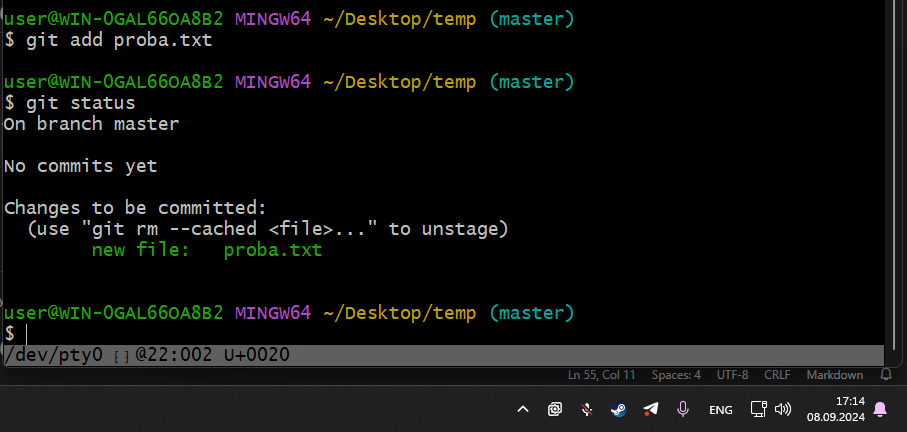 user@WIN-0GAL66OA8B2 MINGW64 ~/Desktop/temp (master)
$ git add proba.txt
user@WIN-0GAL66OA8B2 MINGW64 ~/Desktop/temp (master)
$ git status
On branch master
No commits yet
Changes to be committed:
(use "git rm --cached <file>..." to unstage)
new file: proba.txt
user@WIN-0GAL66OA8B2 MINGW64 ~/Desktop/temp (master)
$
/dev/pty0 [ ] @22:002 U+0020
Ln 55, Col 11 Spaces: 4 UTF-8 CRLF Markdown
ENG 17:14
08.09.2024